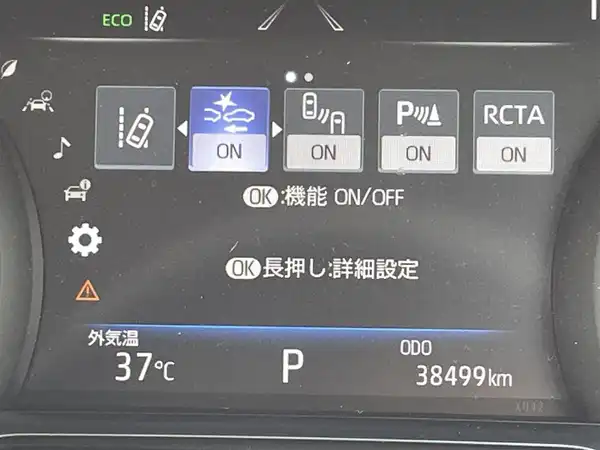 ECO
P RCTA
ON ON ON ON
OK:機能 ON/OFF
OK長押し:詳細設定
外気温 ODO
37℃ P 38499km